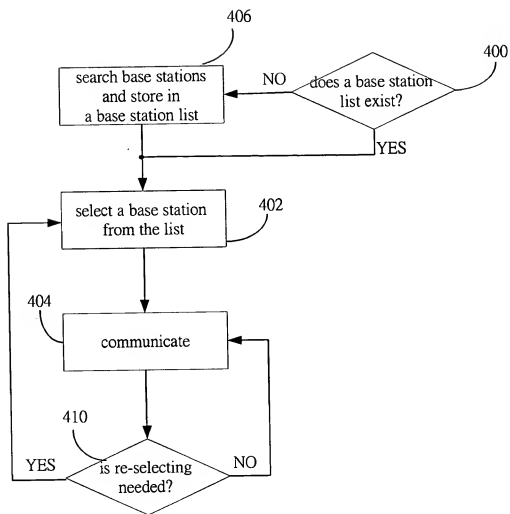 406
400
search base stations
and store in
a base station list
NO
does a base station
list exist?
YES
select a base station
from the list
402
404
communicate
410
is re-selecting
needed?
YES
NO